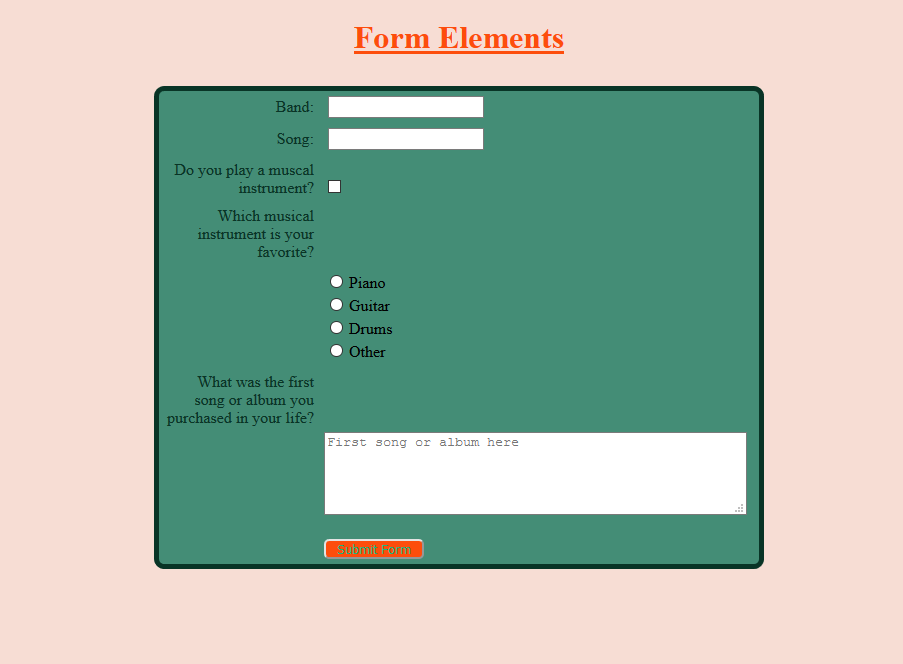 Form Elements
Band:
Song:
Do you play a muscal
instrument?
Which musical
instrument is your
favorite?
Piano
Guitar
Drums
Other
What was the first
song or album you
purchased in your life?
First song or album here
Submit Form